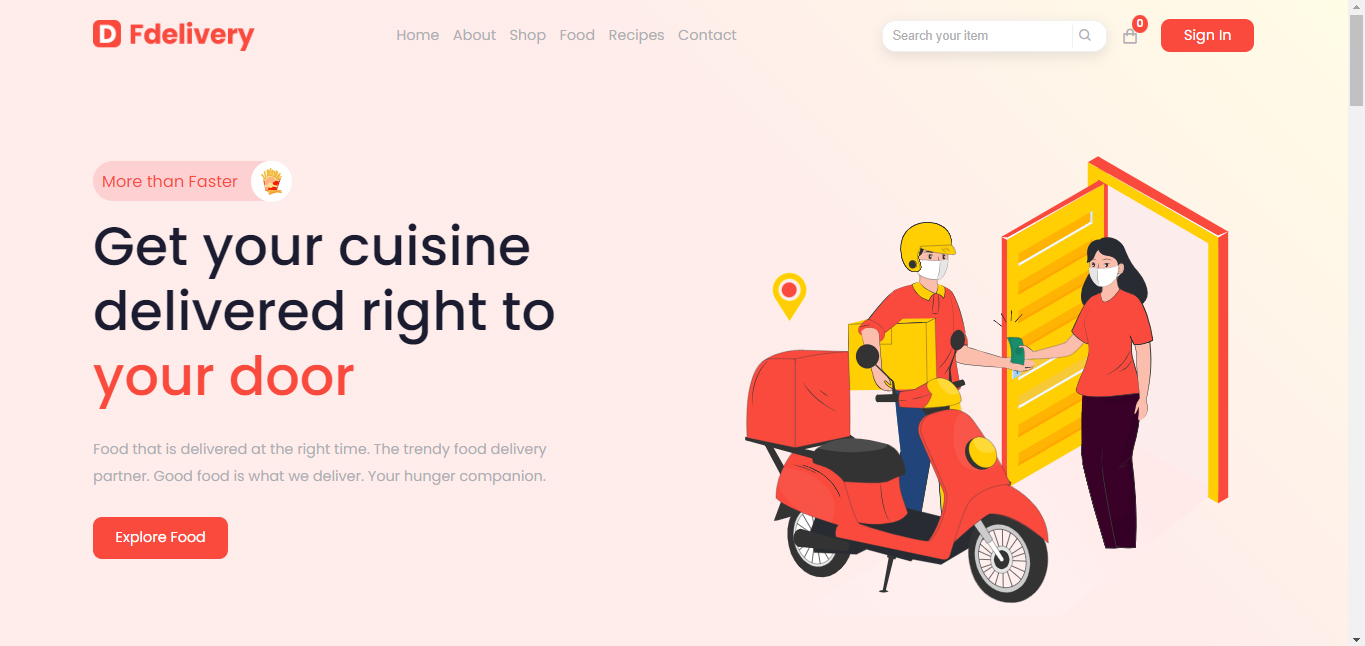 D Fdelivery
Home About Shop Food Recipes Contact
Search your item
0
Sign In
More than Faster
Get your cuisine
delivered right to
your door
Food that is delivered at the right time. The trendy food delivery
partner. Good food is what we deliver. Your hunger companion.
Explore Food